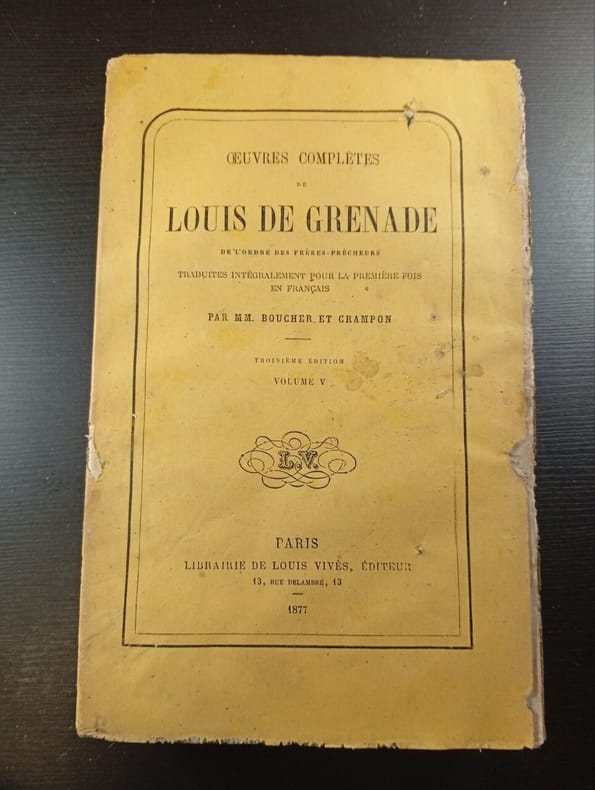 ŒUVRES COMPLÈTES
DE
LOUIS DE GRENADE
DE L'ORDRE DES FRÈRES-PRÊCHEURS
TRADUITES INTÉGRALEMENT POUR LA PREMIÈRE FOIS
EN FRANÇAIS
PAR MM. BOUCHER ET CRAMPON
TROISIÈME ÉDITION
VOLUME V
L.V.
PARIS
LIBRAIRIE DE LOUIS VIVÈS, ÉDITEUR
13, RUE DELAMBRE, 13
1877